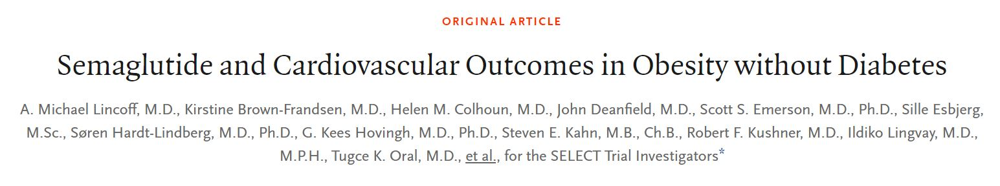 ORIGINAL ARTICLE
Semaglutide and Cardiovascular Outcomes in Obesity without Diabetes
A. Michael Lincoff, M.D., Kirstine Brown-Frandsen, M.D., Helen M. Colhoun, M.D., John Deanfield, M.D., Scott S. Emerson, M.D., Ph.D., Sille Esbjerg,
M.Sc., Søren Hardt-Lindberg, M.D., Ph.D., G. Kees Hovingh, M.D., Ph.D., Steven E. Kahn, M.B., Ch.B., Robert F. Kushner, M.D., Ildiko Lingvay, M.D.,
M.P.H., Tugce K. Oral, M.D., et al., for the SELECT Trial Investigators*